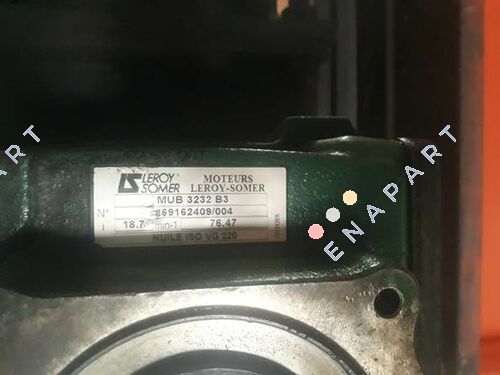 LEROY
SOMER
MOTEURS
LEROY-SOMER
MUB 3232 B3
N° 869162409/004
18.7 min-1 76.47
HUILE ISO VG 220
ENAPART
ENAPART